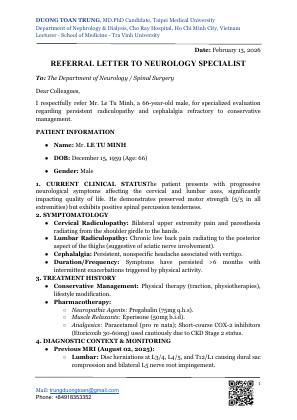 DUONG TOAN TRUNG, MD.PhD Candidate, Taipei Medical University
Department of Nephrology & Dialysis, Cho Ray Hospital, Ho Chi Minh City, Vietnam
Lecturer - School of Medicine - Tra Vinh University
Date: February 13, 2026
REFERRAL LETTER TO NEUROLOGY SPECIALIST
To: The Department of Neurology / Spinal Surgery
Dear Colleagues,
I respectfully refer Mr. Le Tu Minh, a 66-year-old male, for specialized evaluation
regarding persistent radiculopathy and cephalgia refractory to conservative
management.
PATIENT INFORMATION
● Name: Mr. LE TU MINH
● DOB: December 15, 1959 (Age: 66)
● Gender: Male
1. CURRENT CLINICAL STATUSThe patient presents with progressive
neurological symptoms affecting the cervical and lumbar axes, significantly
impacting quality of life. He demonstrates preserved motor strength (5/5 in all
extremities) but exhibits positive spinal percussion tenderness.
2. SYMPTOMATOLOGY
● Cervical Radiculopathy: Bilateral upper extremity pain and paresthesia
radiating from the shoulder girdle to the hands.
● Lumbar Radiculopathy: Chronic low back pain radiating to the posterior
aspect of the thighs (suggestive of sciatic nerve involvement).
● Cephalgia: Persistent, nonspecific headache associated with vertigo.
● Duration/Frequency: Symptoms have persisted >6 months with
intermittent exacerbations triggered by physical activity.
3. TREATMENT HISTORY
● Conservative Management: Physical therapy (traction, physiotherapies),
lifestyle modification.
● Pharmacotherapy:
○ Neuropathic Agents: Pregabalin (75mg q.h.s).
○ Muscle Relaxants: Eperisone (50mg b.i.d).
○ Analgesics: Paracetamol (pro re nata); Short-course COX-2 inhibitors
(Etoricoxib 30-60mg) used cautiously due to CKD Stage 2 status.
4. DIAGNOSTIC CONTEXT & MONITORING
● Previous MRI (August 02, 2025):
○ Lumbar: Disc herniations at L3/4, L4/5, and T12/L1 causing dural sac
compression and bilateral L5 nerve root impingement.
Mail: trungduongtoan@gmail.com
Phone: +84918353352
1